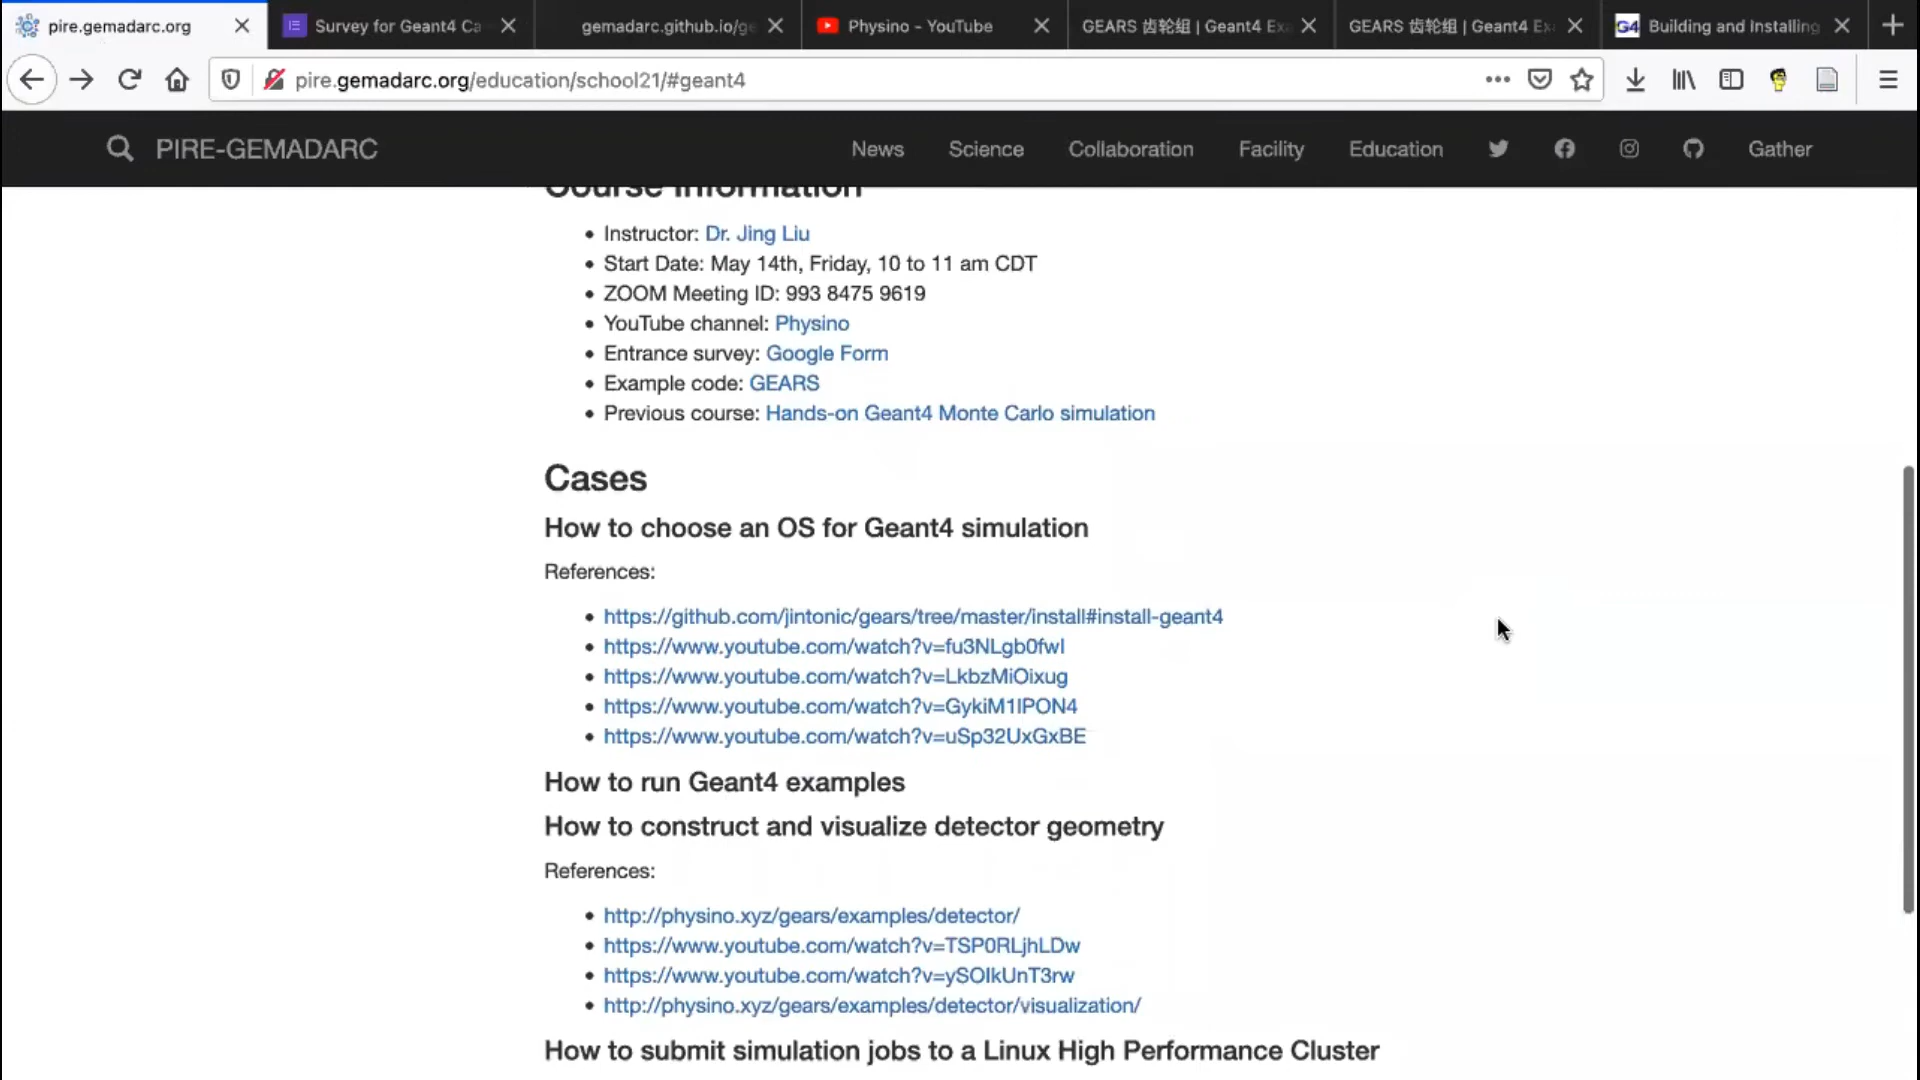 pire.gemadarc.org
Survey for Geant4 Ca
gemadarc.github.io/ge
Physino - YouTube
GEARS 齿轮组 | Geant4 Ex
GEARS 齿轮组 | Geant4 Ex
G4 Building and Installing
pire.gemadarc.org/education/school21/#geant4
PIRE-GEMADARC
News
Science
Collaboration
Facility
Education
Gather
Course Information
Instructor: Dr. Jing Liu
Start Date: May 14th, Friday, 10 to 11 am CDT
ZOOM Meeting ID: 993 8475 9619
YouTube channel: Physino
Entrance survey: Google Form
Example code: GEARS
Previous course: Hands-on Geant4 Monte Carlo simulation
Cases
How to choose an OS for Geant4 simulation
References:
https://github.com/jintonic/gears/tree/master/install#install-geant4
https://www.youtube.com/watch?v=fu3NLgb0fwI
https://www.youtube.com/watch?v=LkbzMiOixug
https://www.youtube.com/watch?v=GykiM1IPON4
https://www.youtube.com/watch?v=uSp32UxGxBE
How to run Geant4 examples
How to construct and visualize detector geometry
References:
http://physino.xyz/gears/examples/detector/
https://www.youtube.com/watch?v=TSP0RLjhLDw
https://www.youtube.com/watch?v=ySOIkUnT3rw
http://physino.xyz/gears/examples/detector/visualization/
How to submit simulation jobs to a Linux High Performance Cluster